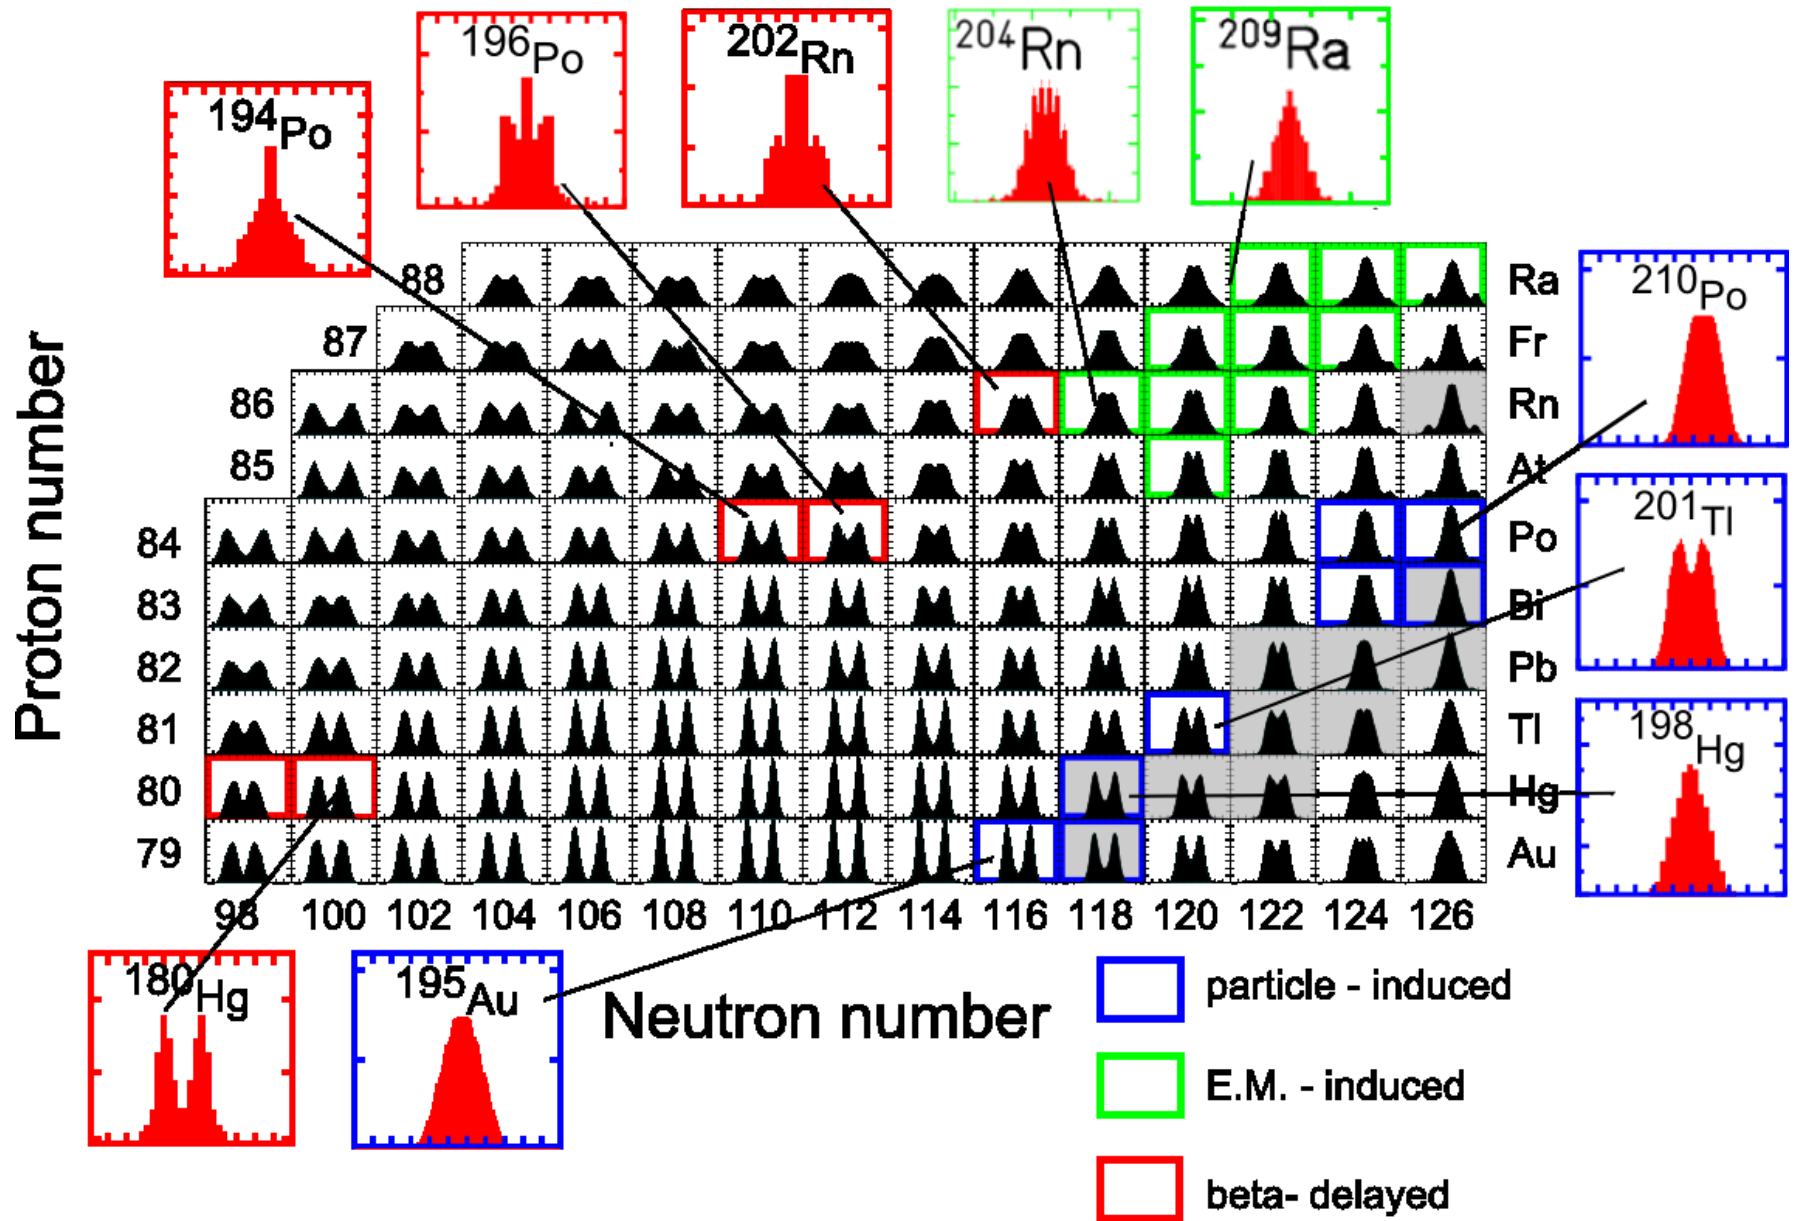 196Po
202Rn
204Rn
209Ra
194Po
88
Ra
210Po
87
Fr
86
Rn
85
At
84
Po
201Tl
83
Bi
82
Pb
81
Tl
198Hg
80
Hg
79
Au
98 100 102 104 106 108 110 112 114 116 118 120 122 124 126
Proton number
Neutron number
180Hg
195Au
particle - induced
E.M. - induced
beta- delayed